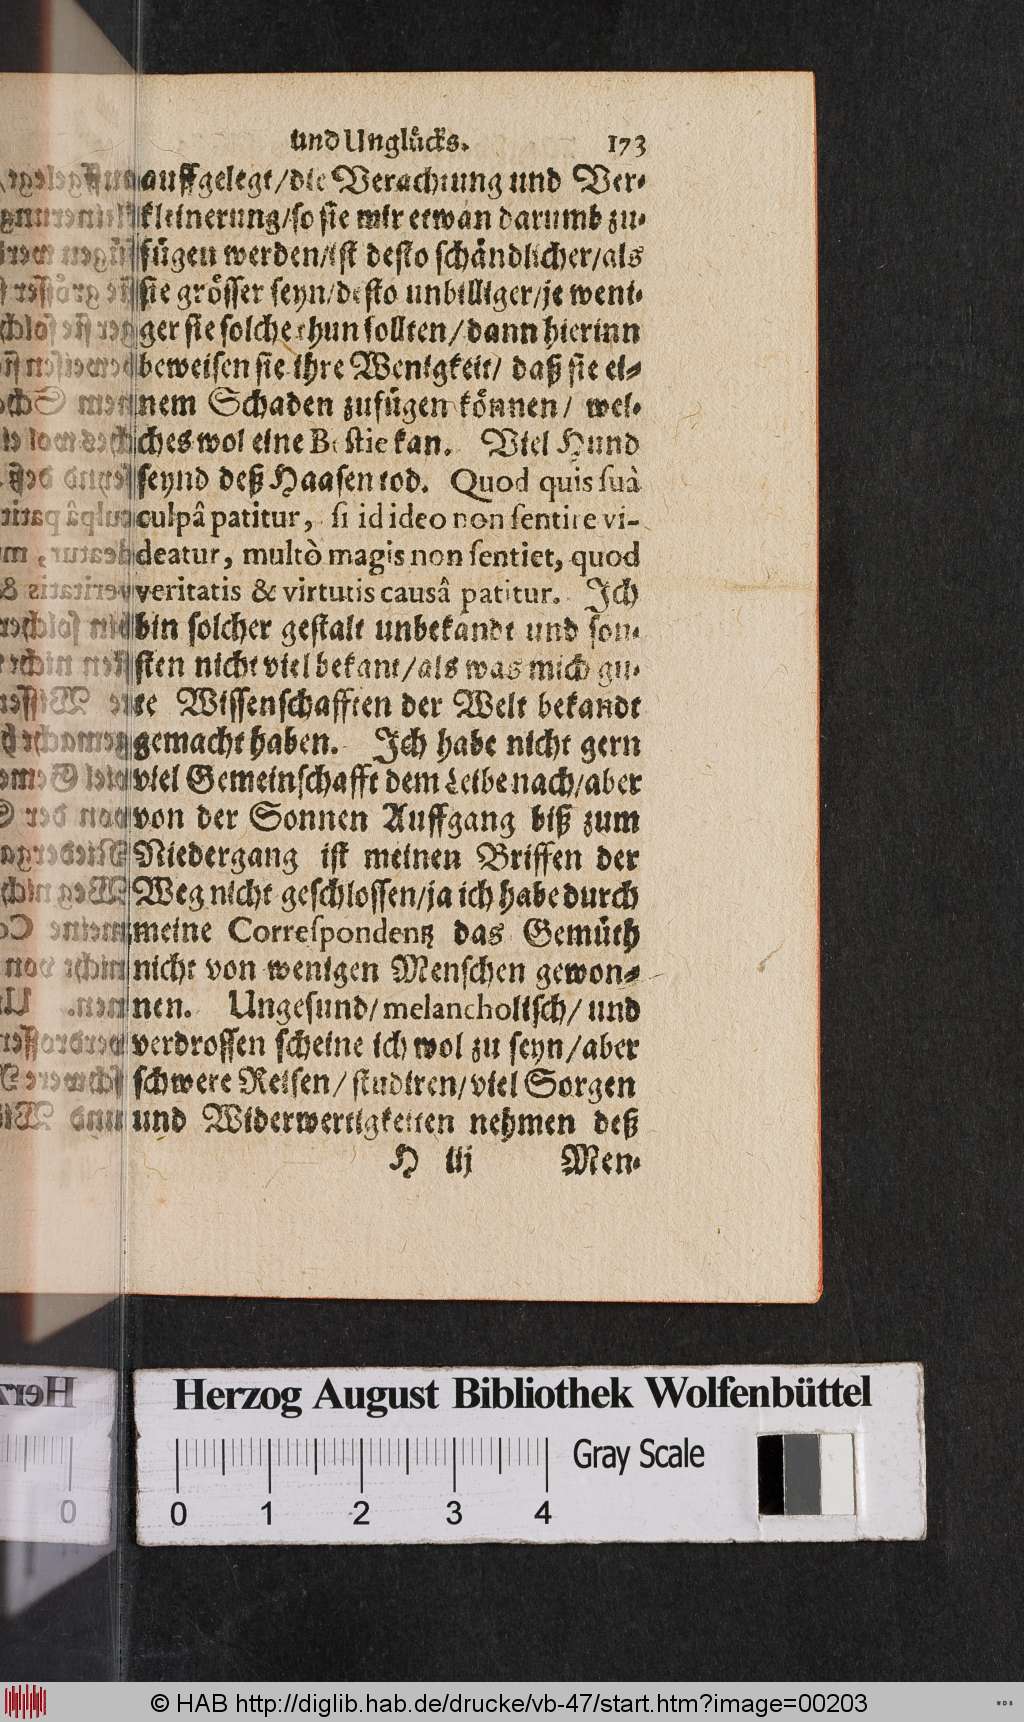 und Unglücks. 173
auffgelegt/die Verachtung und Ver-
kleinerung/so sie mir etwan darumb zu-
fügen werden/ist desto schändlicher/als
sie grösser seyn/desto unbilliger/je weni-
ger sie solche thun sollten/dann hierinn
beweisen sie ihre Wenigkeit/ daß sie ei-
nem Schaden zufügen können/ wel-
ches wol eine Bestie kan. Viel Hund
seynd deß Haasen tod. Quod quis suà
culpâ patitur, si id ideo non sentire vi-
deatur, multò magis non sentiet, quod
veritatis & virtutis causâ patitur. Ich
bin solcher gestalt unbekandt und son-
sten nicht viel bekant/als was mich gu-
te Wissenschafften der Welt bekandt
gemacht haben. Ich habe nicht gern
viel Gemeinschafft dem Leibe nach/aber
von der Sonnen Auffgang biß zum
Niedergang ist meinen Briffen der
Weg nicht geschlossen/ja ich habe durch
meine Correspondentz das Gemüth
nicht von wenigen Menschen gewon-
nen. Ungesund/melancholisch/ und
verdrossen scheine ich wol zu seyn/aber
schwere Reisen/ studiren/viel Sorgen
und Widerwertigkeiten nehmen deß
H iij Men-
Herzog August Bibliothek Wolfenbüttel
Gray Scale
0 1 2 3 4
© HAB http://diglib.hab.de/drucke/vb-47/start.htm?image=00203